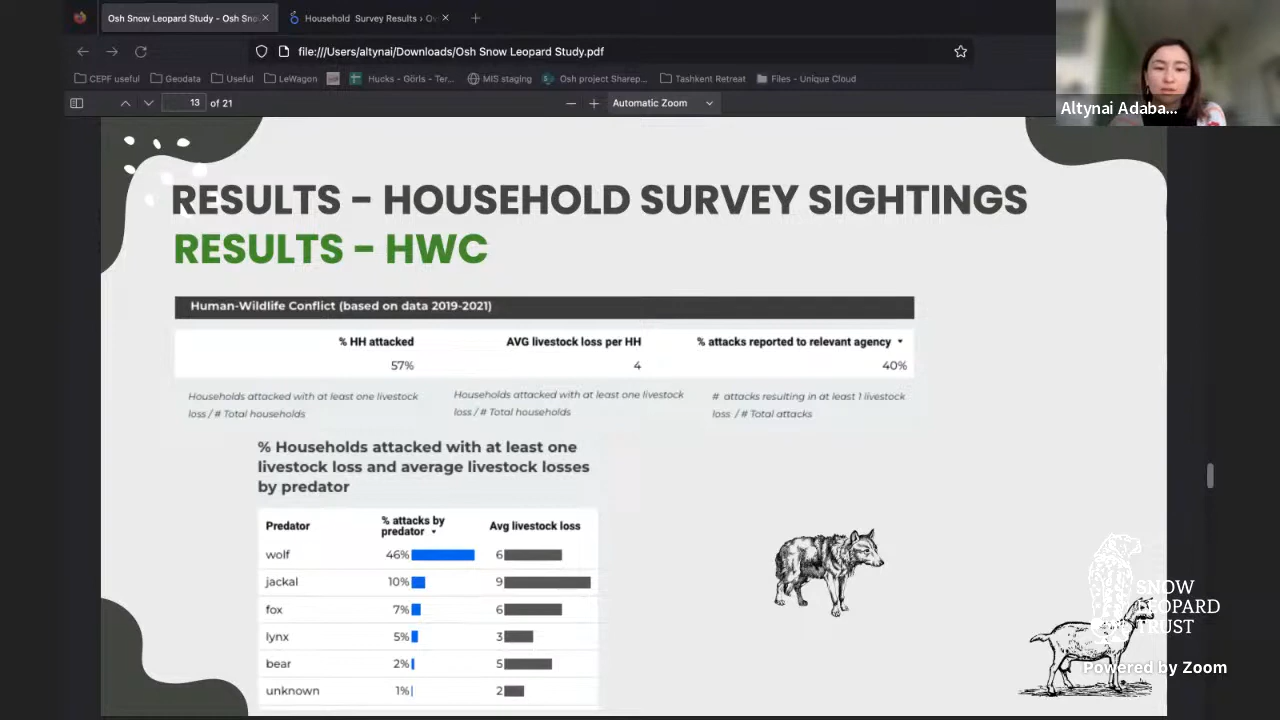 Osh Snow Leopard Study - Osh Sno
Household Survey Results › O
file:///Users/altynai/Downloads/Osh Snow Leopard Study.pdf
CEPF useful
Geodata
Useful
LeWagon
Hucks - Görls - Ter...
MIS staging
Osh project Sharep...
Tashkent Retreat
Files - Unique Cloud
13 of 21
Automatic Zoom
Altynai Adaba...
RESULTS - HOUSEHOLD SURVEY SIGHTINGS
RESULTS - HWC
Human-Wildlife Conflict (based on data 2019-2021)
% HH attacked AVG livestock loss per HH % attacks reported to relevant agency
57% 4 40%
Households attacked with at least one livestock
loss / # Total households
Households attacked with at least one livestock
loss / # Total households
# attacks resulting in at least 1 livestock
loss / # Total attacks
% Households attacked with at least one
livestock loss and average livestock losses
by predator
Predator % attacks by predator Avg livestock loss
wolf 46% 6
jackal 10% 9
fox 7% 6
lynx 5% 3
bear 2% 5
unknown 1% 2
SNOW
LEOPARD
TRUST
Powered by Zoom